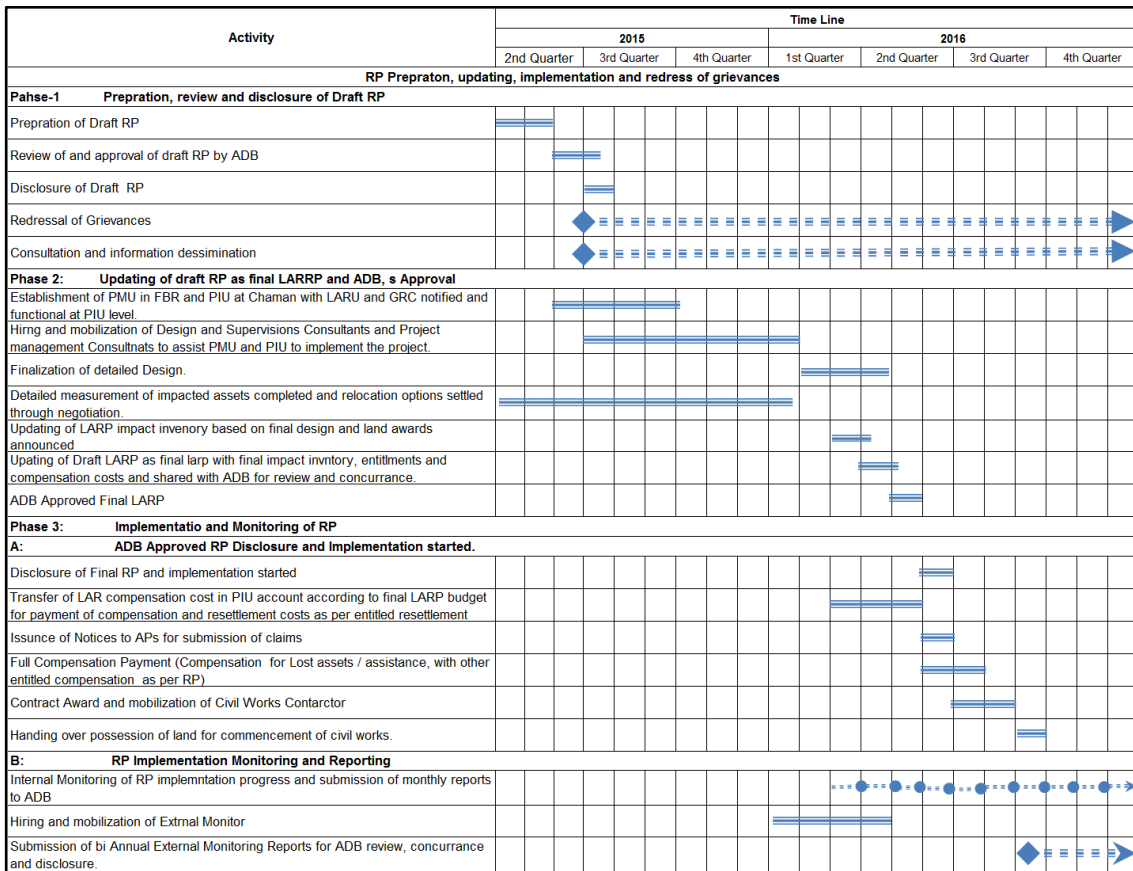 Activity
Time Line
2015
2016
2nd Quarter
3rd Quarter
4th Quarter
1st Quarter
2nd Quarter
3rd Quarter
4th Quarter
RP Prepraton, updating, implementation and redress of grievances
Pahse-1 Prepration, review and disclosure of Draft RP
Prepration of Draft RP
Review of and approval of draft RP by ADB
Disclosure of Draft RP
Redressal of Grievances
Consultation and information dessimination
Phase 2: Updating of draft RP as final LARRP and ADB, s Approval
Establishment of PMU in FBR and PIU at Chaman with LARU and GRC notified and
functional at PIU level.
Hirng and mobilization of Design and Supervisions Consultants and Project
management Consultnats to assist PMU and PIU to implement the project.
Finalization of detailed Design.
Detailed measurement of impacted assets completed and relocation options settled
through negotiation.
Updating of LARP impact invenory based on final design and land awards
announced
Upating of Draft LARP as final larp with final impact invntory, entitlments and
compensation costs and shared with ADB for review and concurrance.
ADB Approved Final LARP
Phase 3: Implementatio and Monitoring of RP
A: ADB Approved RP Disclosure and Implementation started.
Disclosure of Final RP and implementation started
Transfer of LAR compensation cost in PIU account according to final LARP budget
for payment of compensation and resettlement costs as per entitled resettlement
Issunce of Notices to APs for submission of claims
Full Compensation Payment (Compensation for Lost assets / assistance, with other
entitled compensation as per RP)
Contract Award and mobilization of Civil Works Contarctor
Handing over possession of land for commencement of civil works.
B: RP Implementation Monitoring and Reporting
Internal Monitoring of RP implemntation progress and submission of monthly reports
to ADB
Hiring and mobilization of Extrnal Monitor
Submission of bi Annual External Monitoring Reports for ADB review, concurrance
and disclosure.